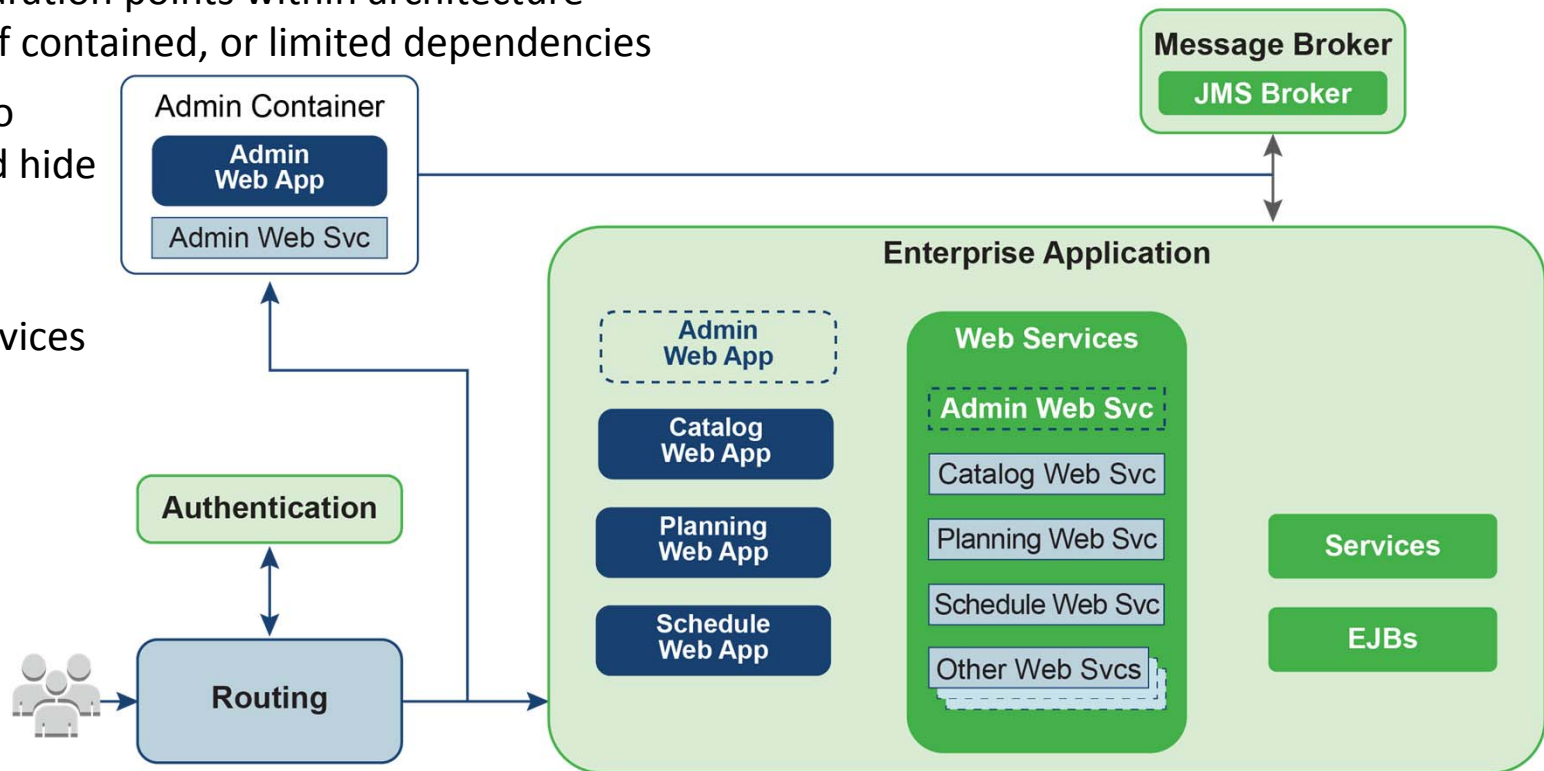 within architecture
contained, or limited dependencies
hide
Admin Container
Admin
Web App
Admin Web Svc
Message Broker
JMS Broker
Enterprise Application
Admin
Web App
Catalog
Web App
Planning
Web App
Schedule
Web App
Web Services
Admin Web Svc
Catalog Web Svc
Planning Web Svc
Schedule Web Svc
Other Web Svcs
Services
EJBs
Authentication
Routing